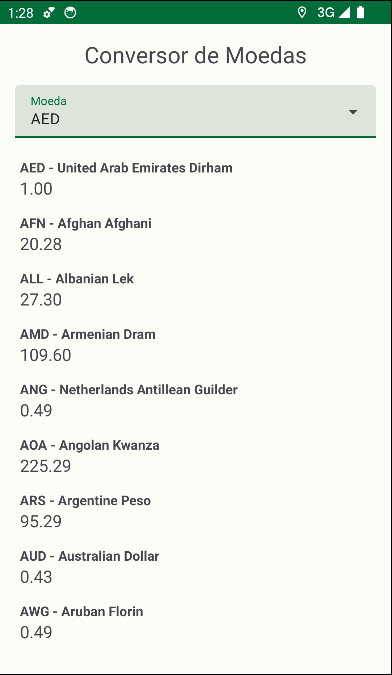 1:28 3G
Conversor de Moedas
Moeda
AED
AED - United Arab Emirates Dirham
1.00
AFN - Afghan Afghani
20.28
ALL - Albanian Lek
27.30
AMD - Armenian Dram
109.60
ANG - Netherlands Antillean Guilder
0.49
AOA - Angolan Kwanza
225.29
ARS - Argentine Peso
95.29
AUD - Australian Dollar
0.43
AWG - Aruban Florin
0.49